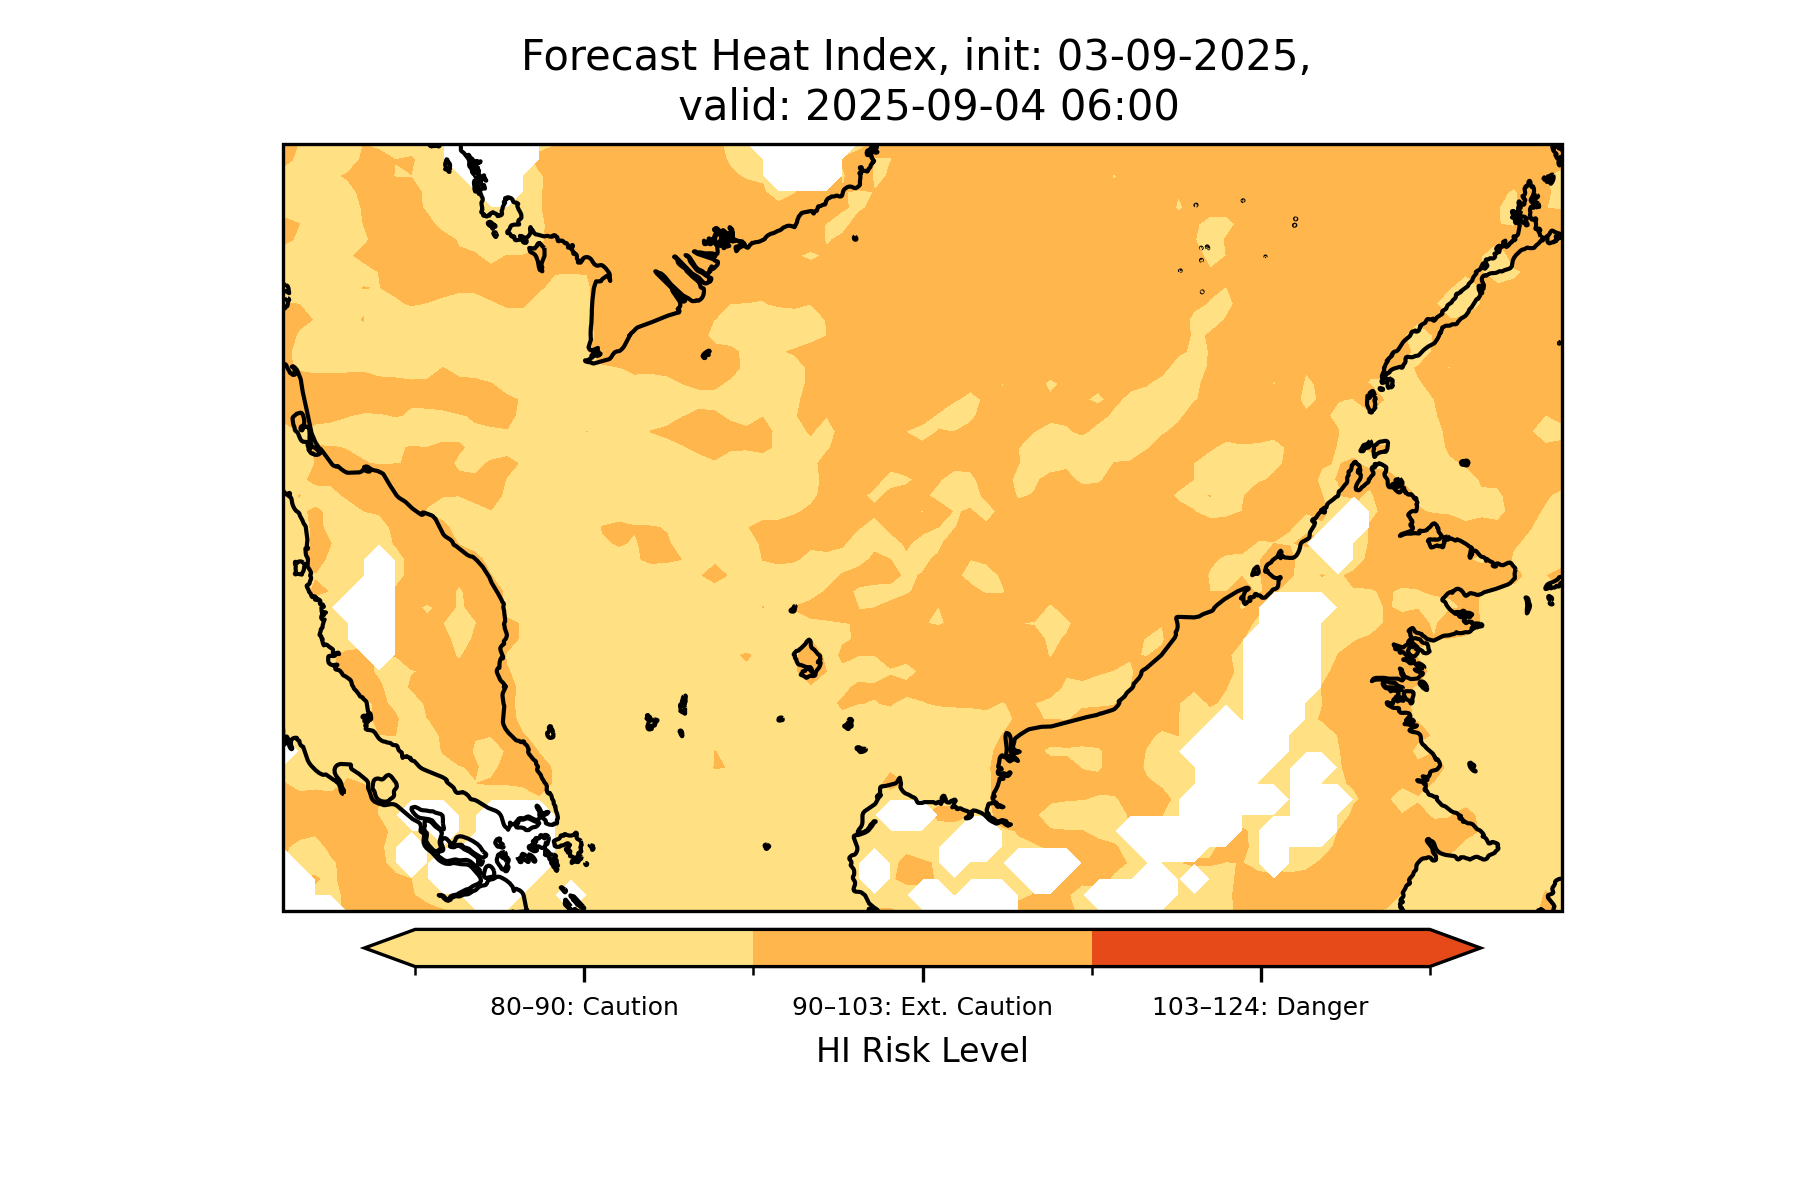 Forecast Heat Index, init: 03-09-2025,
valid: 2025-09-04 06:00
80–90: Caution
90–103: Ext. Caution
103–124: Danger
HI Risk Level